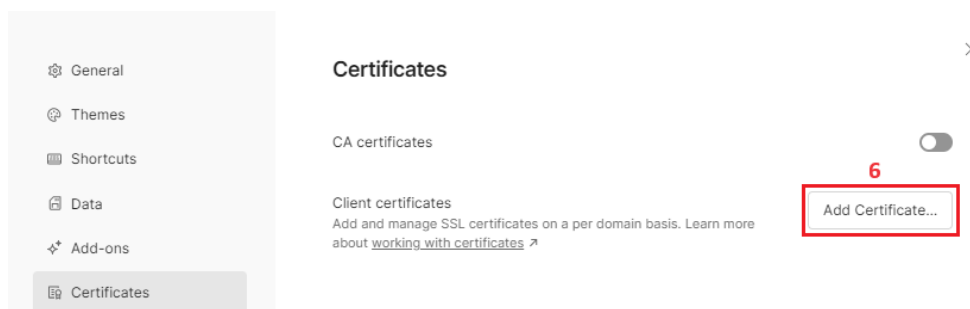 General
Themes
Shortcuts
Data
Add-ons
Certificates
Certificates
CA certificates
6
Client certificates
Add and manage SSL certificates on a per domain basis. Learn more
about working with certificates ↗
Add Certificate...